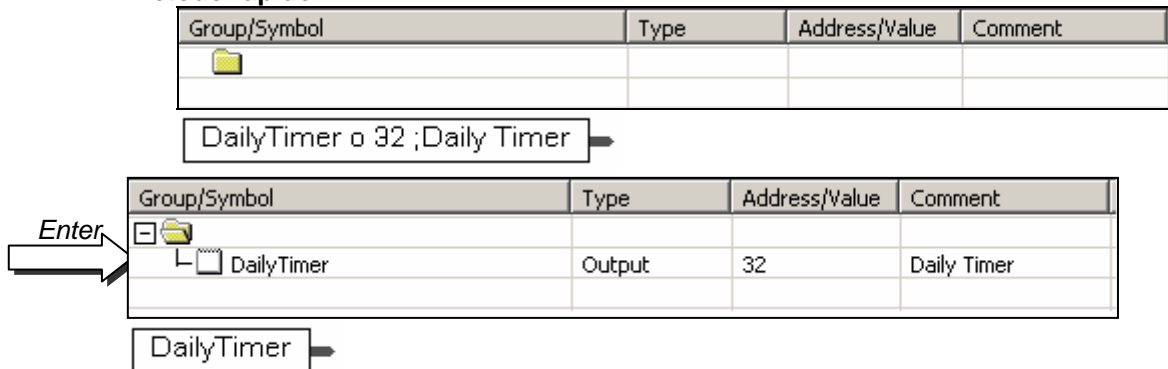 Group/Symbol Type Address/Value Comment
DailyTimer o 32 ;Daily Timer
Group/Symbol Type Address/Value Comment
Enter
DailyTimer Output 32 Daily Timer
DailyTimer